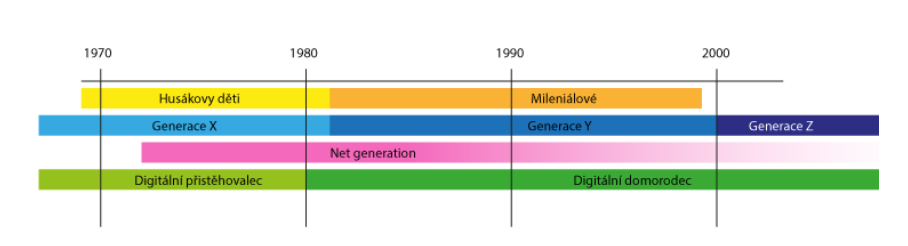 1970 1980 1990 2000
Husákovy děti Mileniálové
Generace X Generace Y Generace Z
Net generation
Digitální přistěhovalec Digitální domorodec